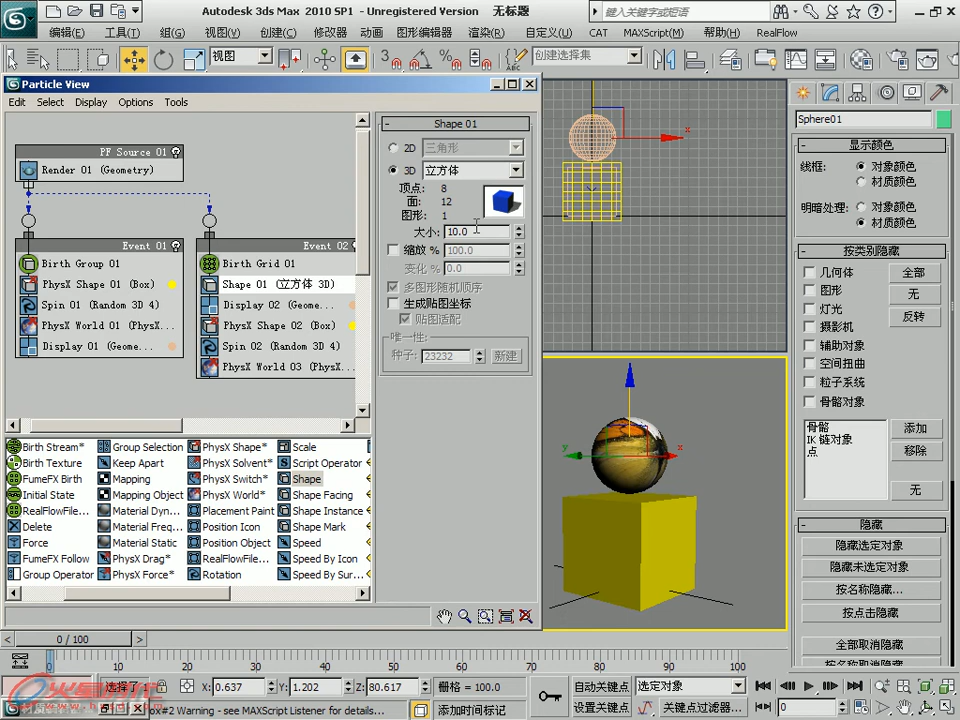 Autodesk 3ds Max 2010 SP1 - Unregistered Version 无标题
键入关键字或短语
编辑(E) 工具(T) 组(G) 视图(V) 创建(C) 修改器 动画 图形编辑器 渲染(R) 自定义(U) CAT MAXScript(M) 帮助(H) RealFlow
视图 创建选择集
Particle View
Edit Select Display Options Tools
PF Source 01
Render 01 (Geometry)
Event 01
Birth Group 01
PhysX Shape 01 (Box)
Spin 01 (Random 3D 4)
PhysX World 01 (PhysX...
Display 01 (Geome...
Event 02
Birth Grid 01
Shape 01 (立方体 3D)
Display 02 (Geome...
PhysX Shape 02 (Box)
Spin 02 (Random 3D 4)
PhysX World 03 (PhysX...
Shape 01
2D 三角形
3D 立方体
顶点: 8
面: 12
图形: 1
大小: 10.0
缩放 % 100.0
变化 % 0.0
多图形随机顺序
生成贴图坐标
贴图适配
唯一性:
种子: 23232 新建
Birth Stream* Group Selection PhysX Shape* Scale
Birth Texture Keep Apart PhysX Solvent* Script Operator
FumeFX Birth Mapping PhysX Switch* Shape
Initial State Mapping Object PhysX World* Shape Facing
RealFlowFile... Material Dyn... Placement Paint Shape Instance
Delete Material Freq... Position Icon Shape Mark
Force Material Static Position Object Speed
FumeFX Follow PhysX Drag* RealFlowFile... Speed By Icon
Group Operator PhysX Force* Rotation Speed By Sur...
x
y x
Sphere01
显示颜色
线框: 对象颜色
材质颜色
明暗处理: 对象颜色
材质颜色
按类别隐藏
几何体 全部
图形 无
灯光 反转
摄影机
辅助对象
空间扭曲
粒子系统
骨骼对象
骨骼 添加
IK 链对象 移除
点
无
隐藏
隐藏选定对象
隐藏未选定对象
按名称隐藏...
按点击隐藏
全部取消隐藏
按名称取消隐藏...
0 / 100
0 10 20 30 40 50 60 70 80 90 100
选择了 1 X: 0.637 Y: 1.202 Z: 80.617 栅格 = 100.0 自动关键点 选定对象
ox#2 Warning - see MAXScript Listener for details... 添加时间标记 设置关键点 关键点过滤器... 0